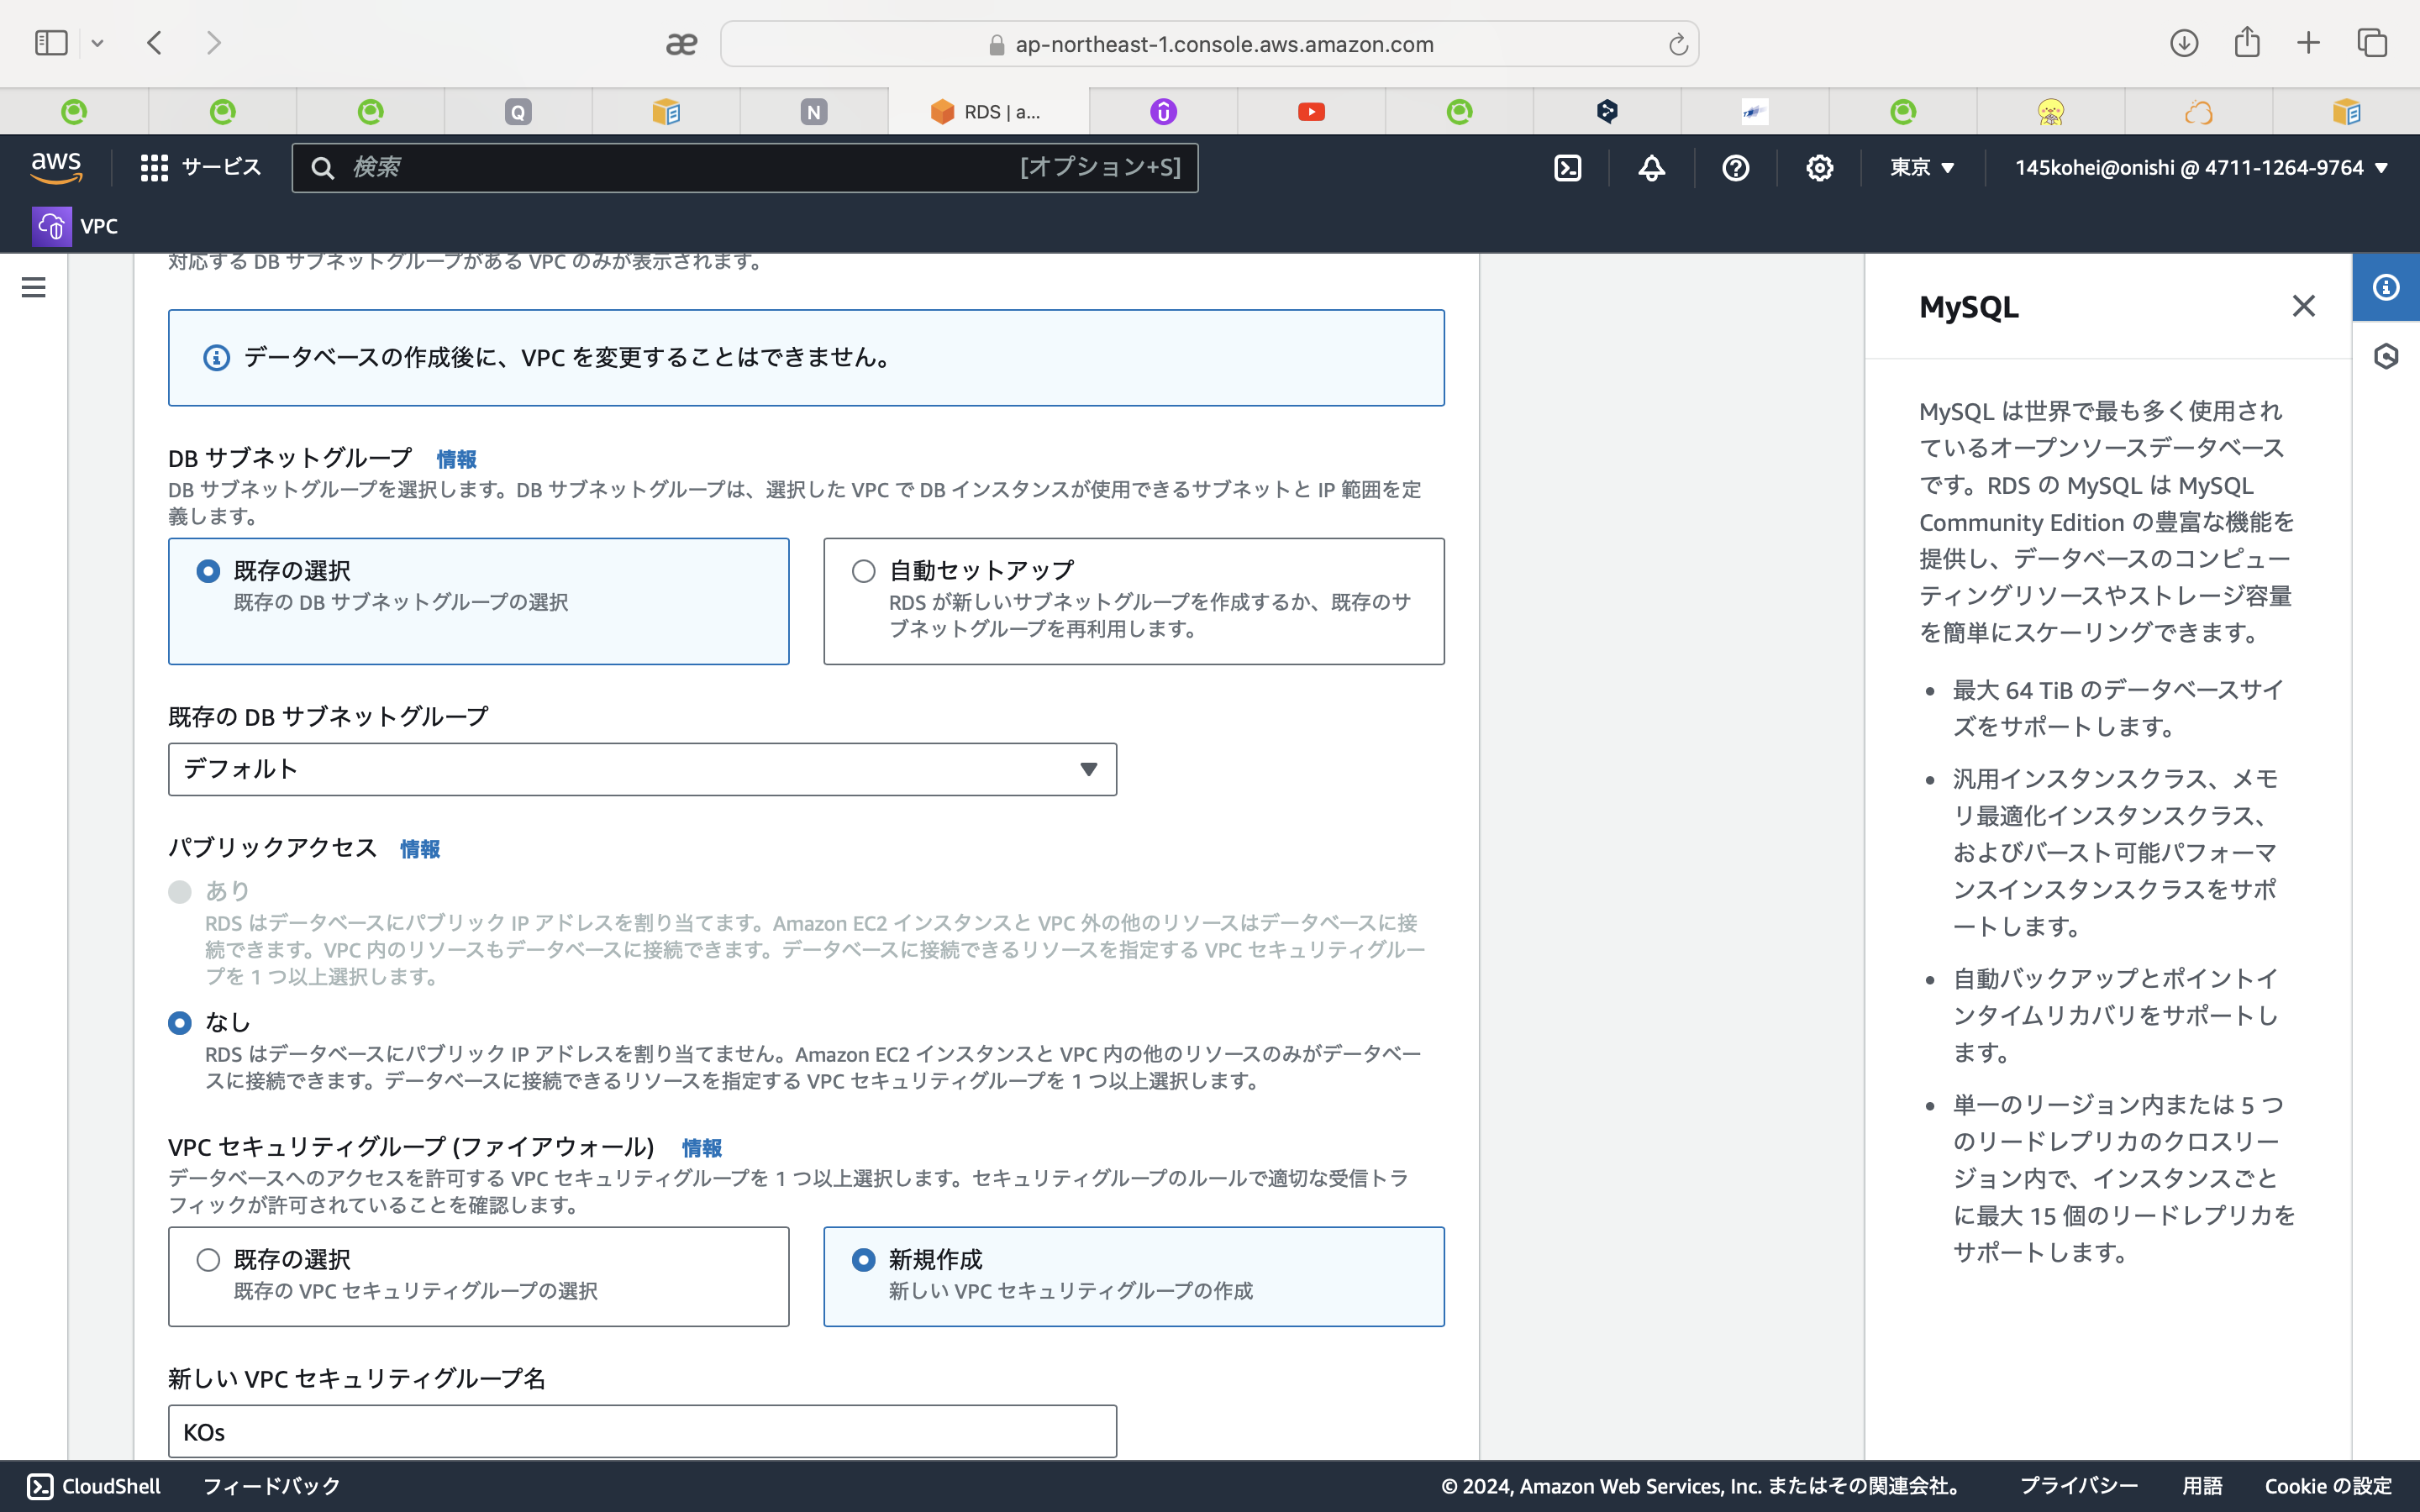 ap-northeast-1.console.aws.amazon.com
Q
N
RDS | a...
aws
サービス
検索
[オプション+S]
東京 ▼
145kohei@onishi @ 4711-1264-9764 ▼
VPC
対応する DB サブネットグループがある VPC のみが表示されます。
データベースの作成後に、VPC を変更することはできません。
DB サブネットグループ 情報
DB サブネットグループを選択します。DB サブネットグループは、選択した VPC で DB インスタンスが使用できるサブネットと IP 範囲を定
義します。
既存の選択
既存の DB サブネットグループの選択
自動セットアップ
RDS が新しいサブネットグループを作成するか、既存のサ
ブネットグループを再利用します。
既存の DB サブネットグループ
デフォルト
パブリックアクセス 情報
あり
RDS はデータベースにパブリック IP アドレスを割り当てます。Amazon EC2 インスタンスと VPC 外の他のリソースはデータベースに接
続できます。VPC 内のリソースもデータベースに接続できます。データベースに接続できるリソースを指定する VPC セキュリティグルー
プを 1 つ以上選択します。
なし
RDS はデータベースにパブリック IP アドレスを割り当てません。Amazon EC2 インスタンスと VPC 内の他のリソースのみがデータベー
スに接続できます。データベースに接続できるリソースを指定する VPC セキュリティグループを 1 つ以上選択します。
VPC セキュリティグループ (ファイアウォール) 情報
データベースへのアクセスを許可する VPC セキュリティグループを 1 つ以上選択します。セキュリティグループのルールで適切な受信トラ
フィックが許可されていることを確認します。
既存の選択
既存の VPC セキュリティグループの選択
新規作成
新しい VPC セキュリティグループの作成
新しい VPC セキュリティグループ名
KOs
MySQL
MySQL は世界で最も多く使用され
ているオープンソースデータベース
です。RDS の MySQL は MySQL
Community Edition の豊富な機能を
提供し、データベースのコンピュー
ティングリソースやストレージ容量
を簡単にスケーリングできます。
• 最大 64 TiB のデータベースサイ
ズをサポートします。
• 汎用インスタンスクラス、メモ
リ最適化インスタンスクラス、
およびバースト可能パフォーマ
ンスインスタンスクラスをサポ
ートします。
• 自動バックアップとポイントイ
ンタイムリカバリをサポートし
ます。
• 単一のリージョン内または 5 つ
のリードレプリカのクロスリー
ジョン内で、インスタンスごと
に最大 15 個のリードレプリカを
サポートします。
CloudShell
フィードバック
© 2024, Amazon Web Services, Inc. またはその関連会社。
プライバシー
用語
Cookie の設定